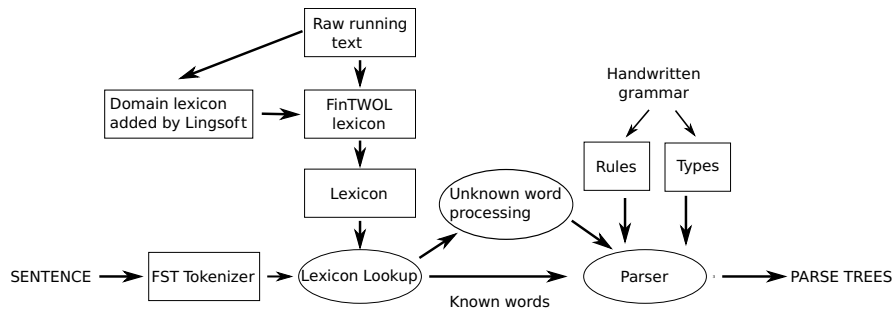 Raw running
text
Handwritten
grammar
Domain lexicon
added by Lingsoft
FinTWOL
lexicon
Rules
Types
Lexicon
Unknown word
processing
SENTENCE
FST Tokenizer
Lexicon Lookup
Parser
PARSE TREES
Known words